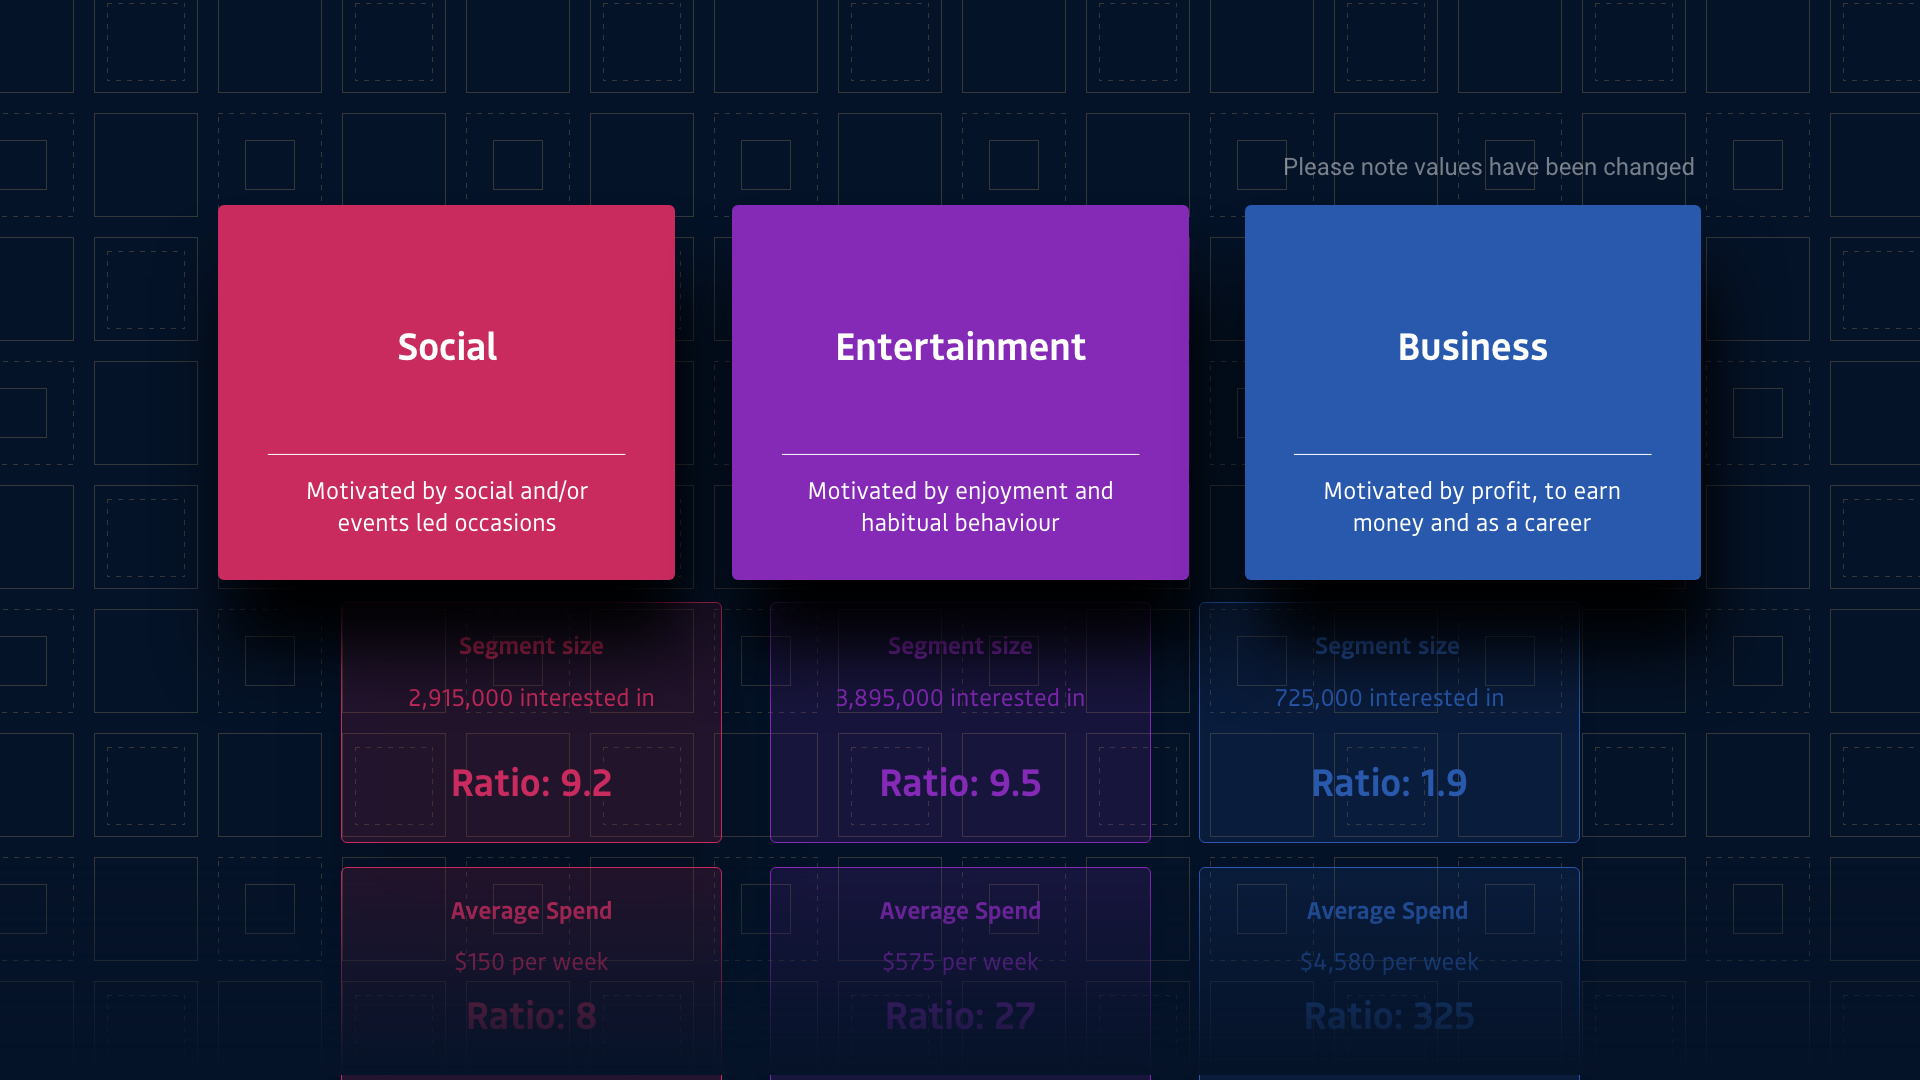 Please note values have been changed
Social
Motivated by social and/or
events led occasions
Entertainment
Motivated by enjoyment and
habitual behaviour
Business
Motivated by profit, to earn
money and as a career
Segment size
2,915,000 interested in
Ratio: 9.2
Segment size
3,895,000 interested in
Ratio: 9.5
Segment size
725,000 interested in
Ratio: 1.9
Average Spend
$150 per week
Ratio: 8
Average Spend
$575 per week
Ratio: 27
Average Spend
$4,580 per week
Ratio: 325